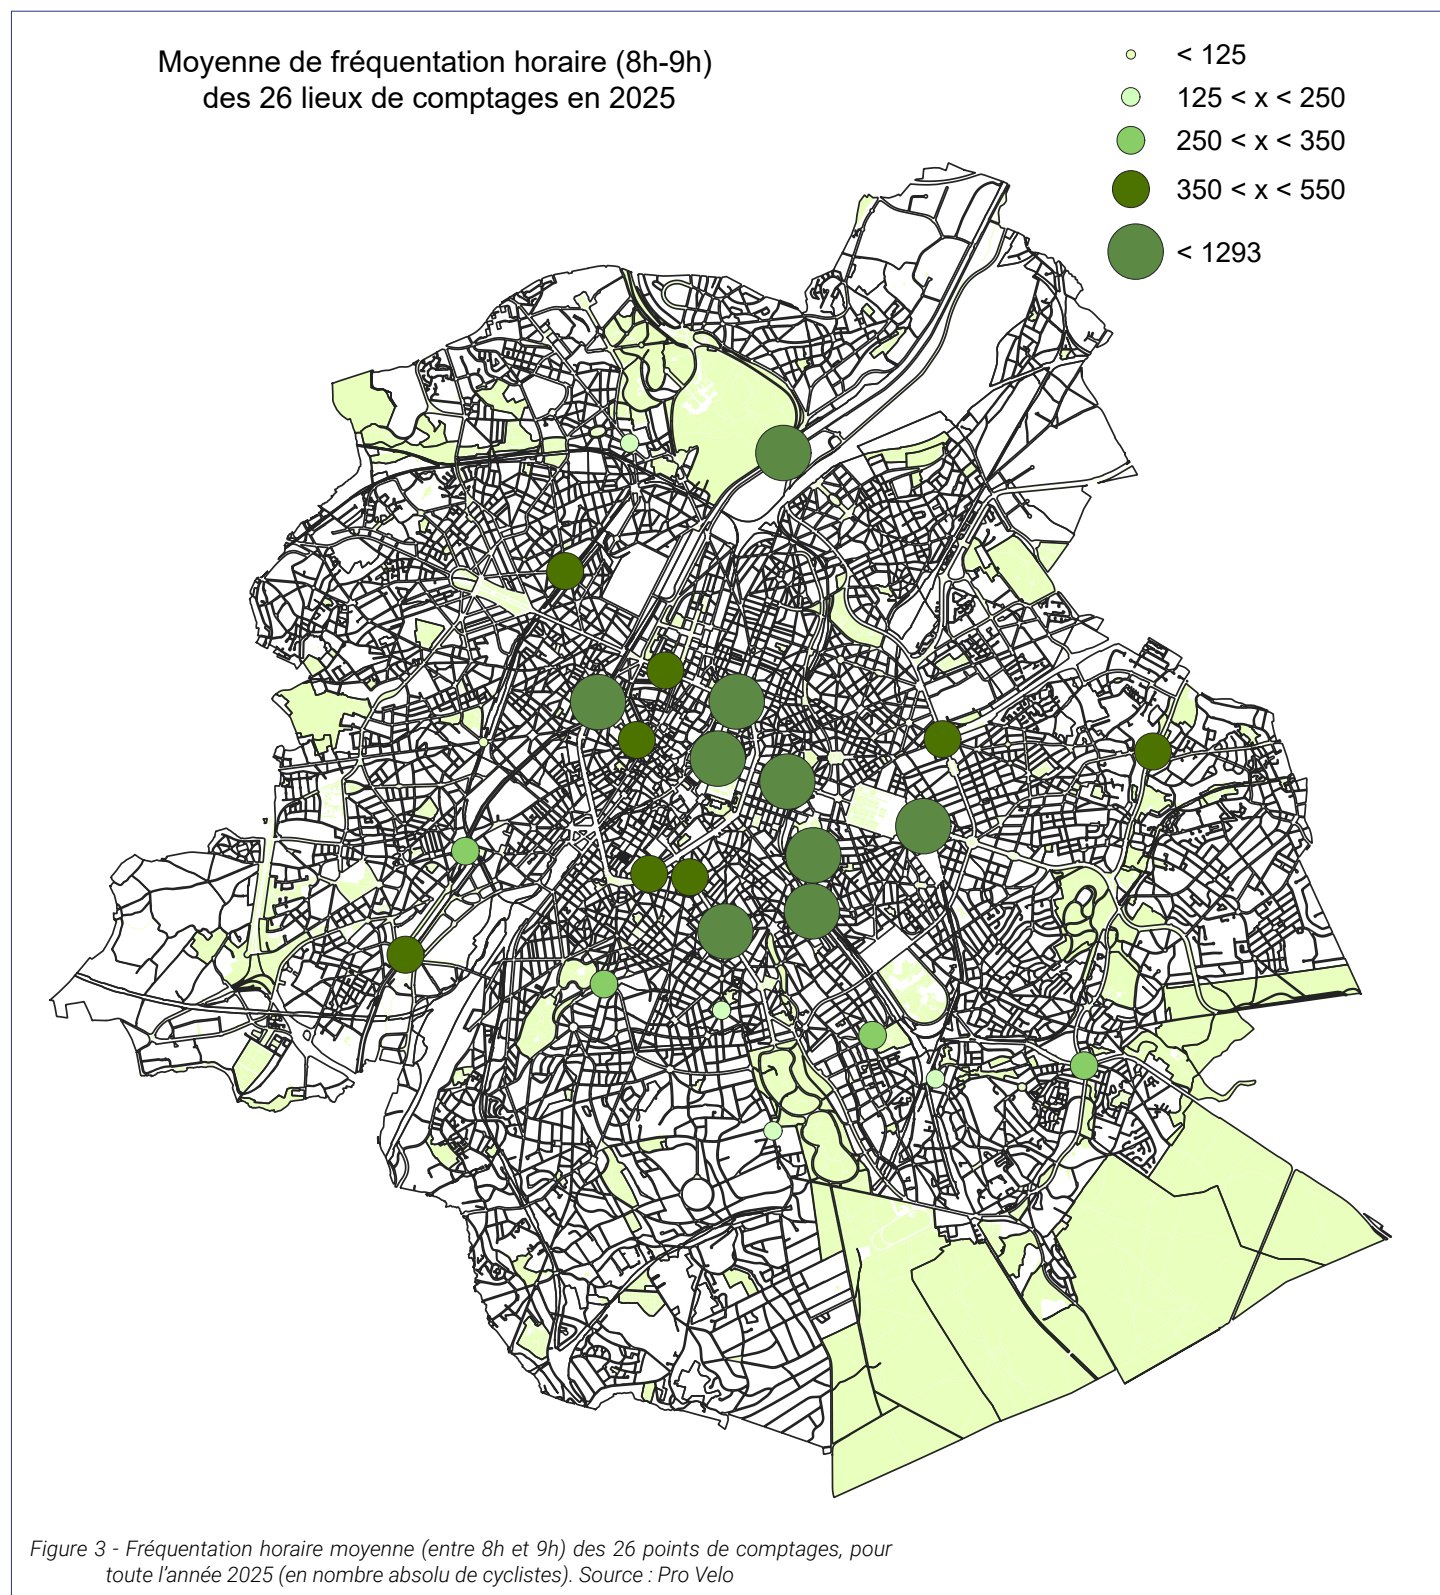 Moyenne de fréquentation horaire (8h-9h)
des 26 lieux de comptages en 2025
< 125
125 < x < 250
250 < x < 350
350 < x < 550
< 1293
Figure 3 - Fréquentation horaire moyenne (entre 8h et 9h) des 26 points de comptages, pour
toute l'année 2025 (en nombre absolu de cyclistes). Source : Pro Velo